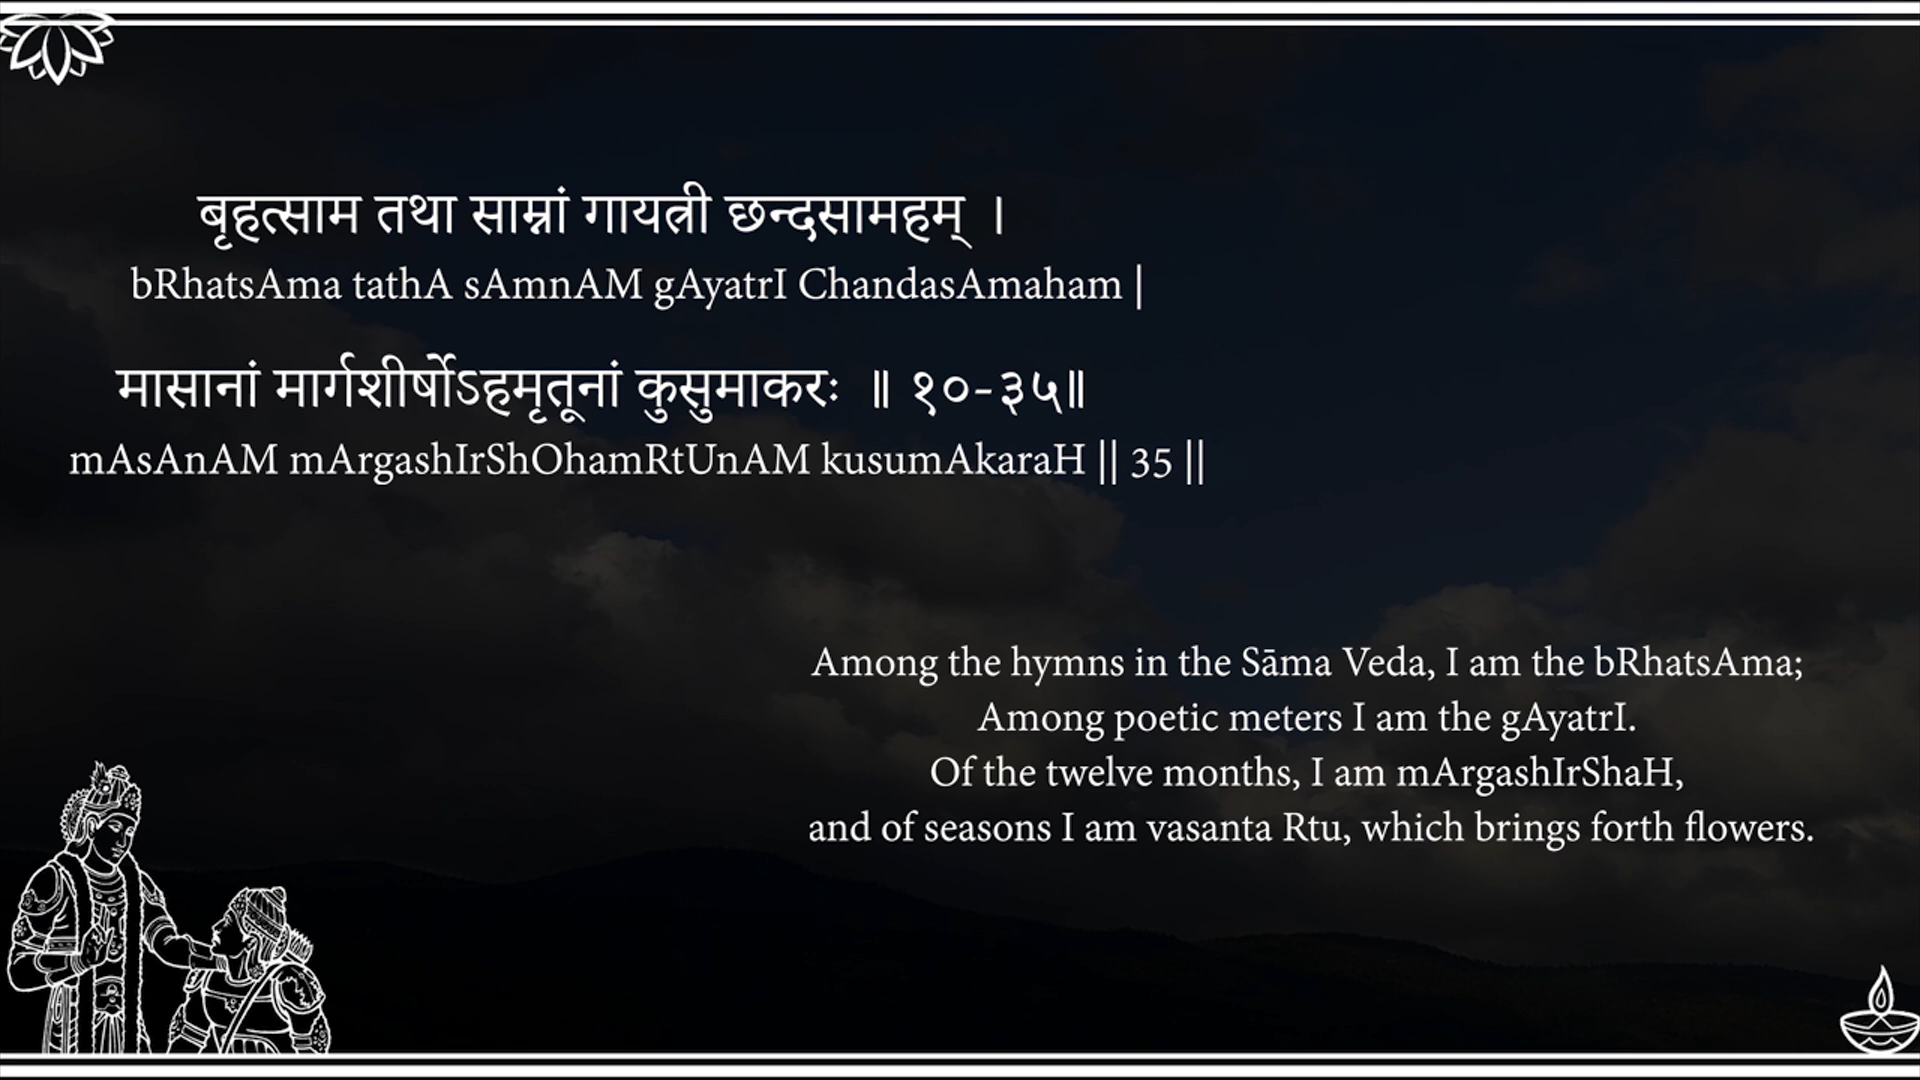 बृहत्साम तथा साम्नां गायत्री छन्दसामहम् ।
bRhatsAma tathA sAmnAM gAyatrI ChandasAmaham |
मासानां मार्गशीर्षोऽहमृतूनां कुसुमाकरः ॥ १०-३५॥
mAsAnAM mArgashIrShOhamRtUnAM kusumAkaraH || 35 ||
Among the hymns in the Sāma Veda, I am the bRhatsAma;
Among poetic meters I am the gAyatrI.
Of the twelve months, I am mArgashIrShaH,
and of seasons I am vasanta Rtu, which brings forth flowers.